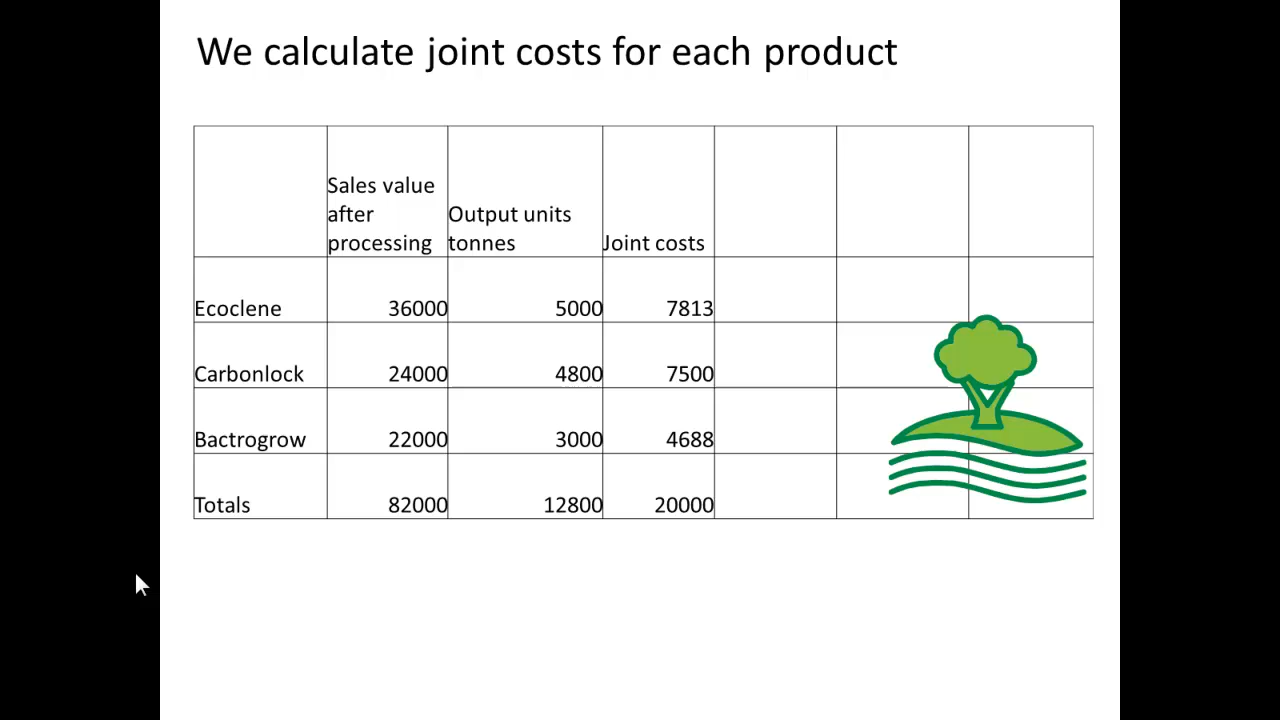 We calculate joint costs for each product
Sales value
after
processing
Output units
tonnes
Joint costs
Ecoclene 36000 5000 7813
Carbonlock 24000 4800 7500
Bactrogrow 22000 3000 4688
Totals 82000 12800 20000